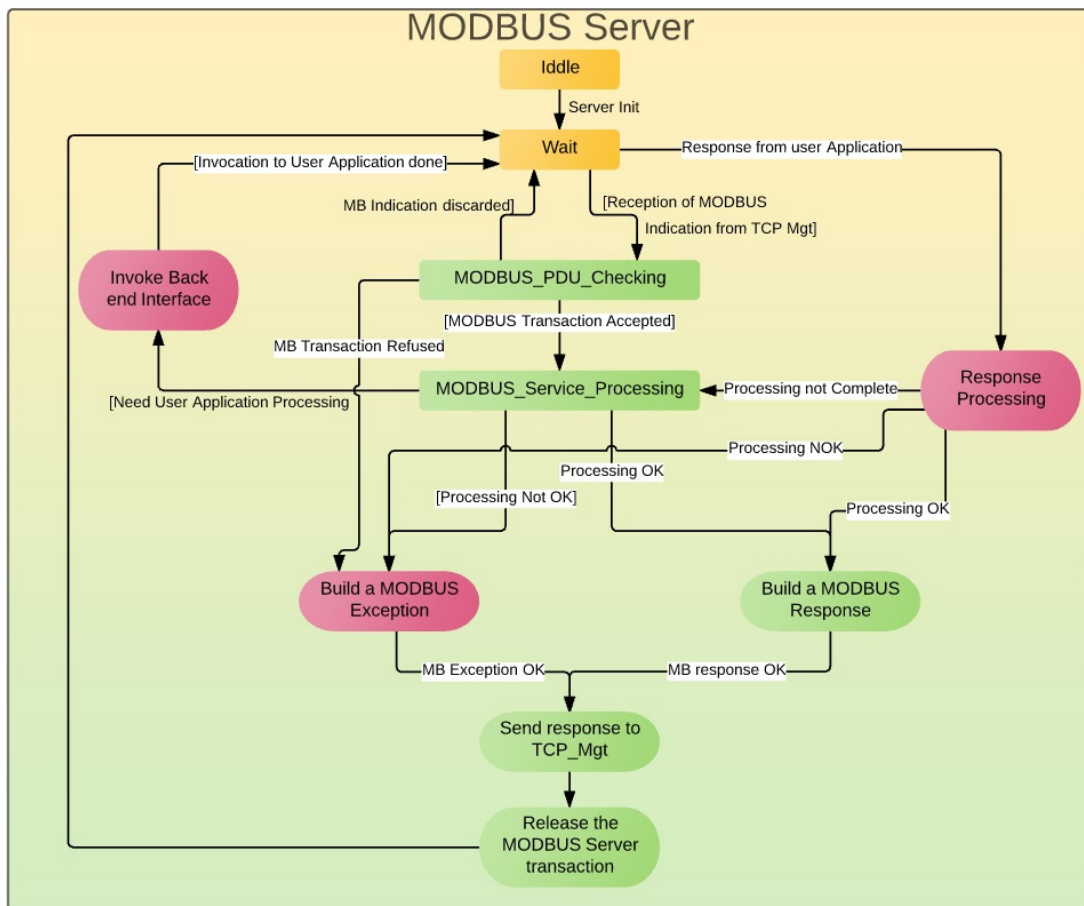 MODBUS Server
Iddle
Server Init
Wait
[Invocation to User Application done]
Response from user Application
MB Indication discarded]
[Reception of MODBUS
Indication from TCP Mgt]
Invoke Back
end Interface
MODBUS_PDU_Checking
[MODBUS Transaction Accepted]
MB Transaction Refused
MODBUS_Service_Processing
[Need User Application Processing
Processing not Complete
Response
Processing
Processing NOK
Processing OK
[Processing Not OK]
Processing OK
Build a MODBUS
Exception
Build a MODBUS
Response
MB Exception OK
MB response OK
Send response to
TCP_Mgt
Release the
MODBUS Server
transaction